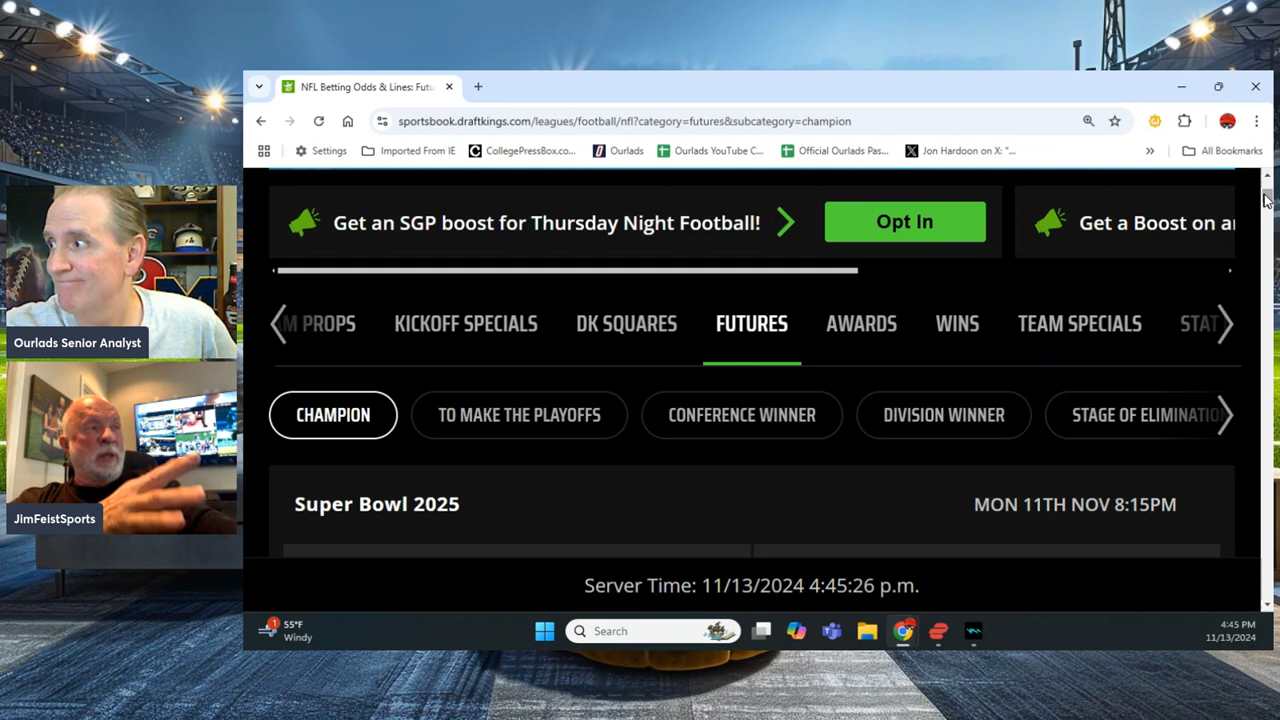 NFL Betting Odds & Lines: Futu
sportsbook.draftkings.com/leagues/football/nfl?category=futures&subcategory=champion
Settings
Imported From IE
CollegePressBox.co...
Ourlads
Ourlads YouTube C...
Official Ourlads Pas...
Jon Hardoon on X: "...
All Bookmarks
Get an SGP boost for Thursday Night Football!
Opt In
Get a Boost on a
M PROPS
KICKOFF SPECIALS
DK SQUARES
FUTURES
AWARDS
WINS
TEAM SPECIALS
STAT
CHAMPION
TO MAKE THE PLAYOFFS
CONFERENCE WINNER
DIVISION WINNER
STAGE OF ELIMINATIO
Super Bowl 2025
MON 11TH NOV 8:15PM
Server Time: 11/13/2024 4:45:26 p.m.
Ourlads Senior Analyst
JimFeistSports
1
55°F
Windy
Search
4:45 PM
11/13/2024